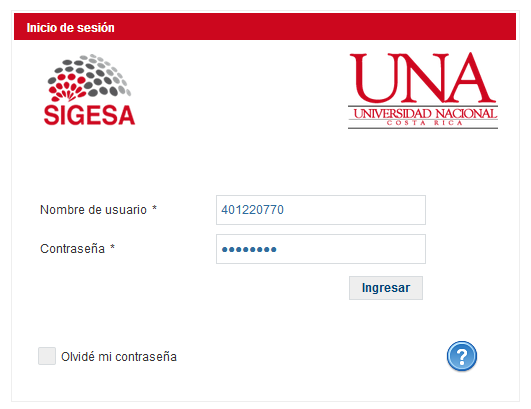 Inicio de sesión
SIGESA
UNA
UNIVERSIDAD NACIONAL
COSTA RICA
Nombre de usuario *
401220770
Contraseña *
••••••••
Ingresar
Olvidé mi contraseña
?